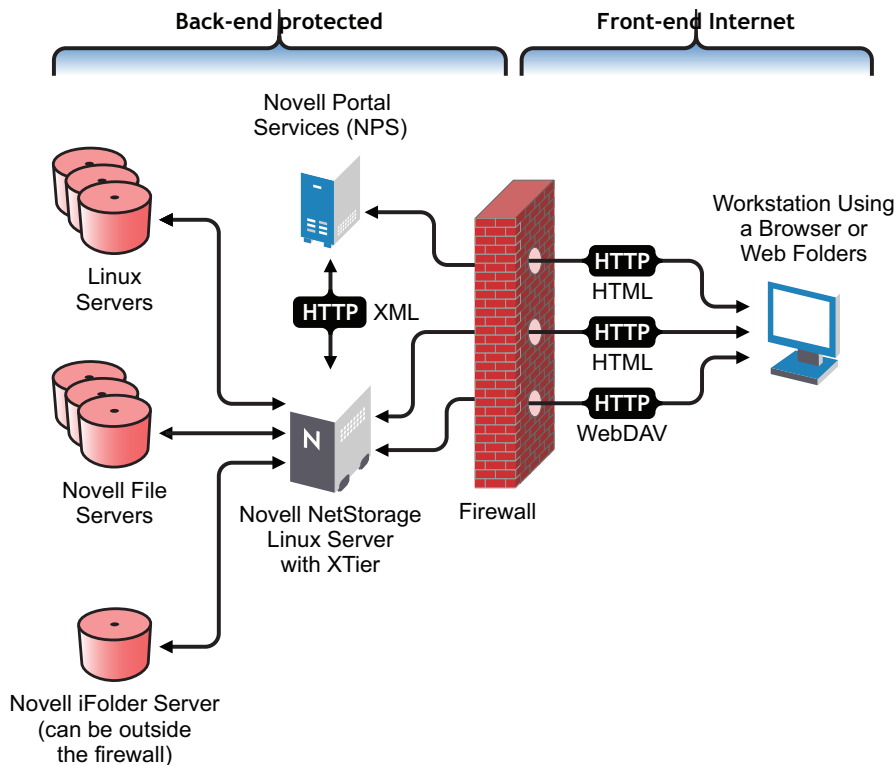 Back-end protected
Front-end Internet
Novell Portal
Services (NPS)
Linux
Servers
HTTP
XML
Novell File
Servers
N
Novell NetStorage
Linux Server
with XTier
Firewall
HTTP
HTML
HTTP
HTML
HTTP
WebDAV
Workstation Using
a Browser or
Web Folders
Novell iFolder Server
(can be outside
the firewall)